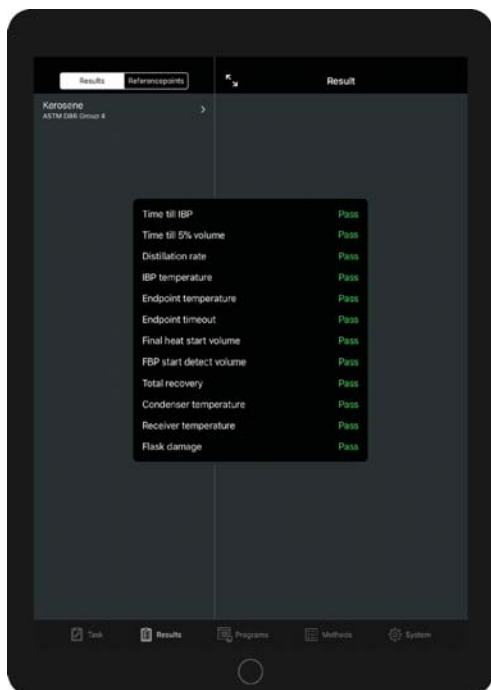 Results Referencepoints Result
Kerosene
ASTM D86 Group 4
Time till IBP Pass
Time till 5% volume Pass
Distillation rate Pass
IBP temperature Pass
Endpoint temperature Pass
Endpoint timeout Pass
Final heat start volume Pass
FBP start detect volume Pass
Total recovery Pass
Condenser temperature Pass
Receiver temperature Pass
Flask damage Pass
Task Results Programs Methods System